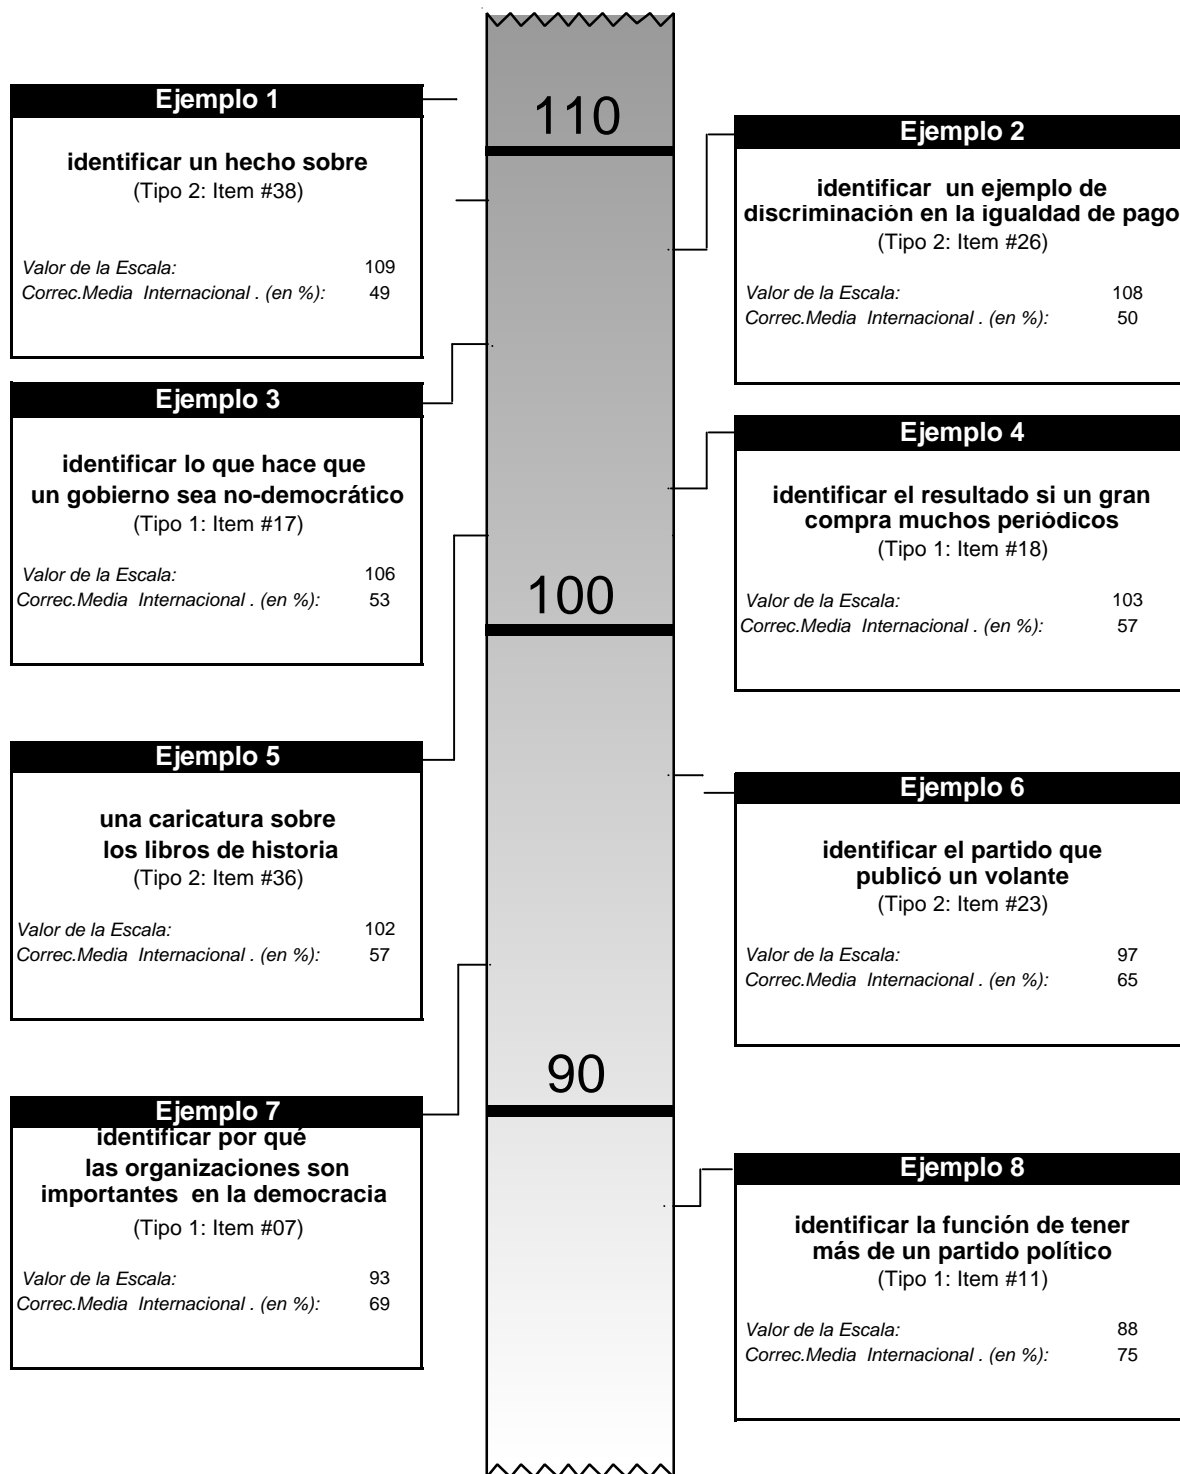 110
Ejemplo 1
identificar un hecho sobre
(Tipo 2: Item #38)
Valor de la Escala: 109
Correc.Media Internacional . (en %): 49
Ejemplo 2
identificar un ejemplo de
discriminación en la igualdad de pago
(Tipo 2: Item #26)
Valor de la Escala: 108
Correc.Media Internacional . (en %): 50
Ejemplo 3
identificar lo que hace que
un gobierno sea no-democrático
(Tipo 1: Item #17)
Valor de la Escala: 106
Correc.Media Internacional . (en %): 53
Ejemplo 4
identificar el resultado si un gran
compra muchos periódicos
(Tipo 1: Item #18)
Valor de la Escala: 103
Correc.Media Internacional . (en %): 57
100
Ejemplo 5
una caricatura sobre
los libros de historia
(Tipo 2: Item #36)
Valor de la Escala: 102
Correc.Media Internacional . (en %): 57
Ejemplo 6
identificar el partido que
publicó un volante
(Tipo 2: Item #23)
Valor de la Escala: 97
Correc.Media Internacional . (en %): 65
90
Ejemplo 7
identificar por qué
las organizaciones son
importantes en la democracia
(Tipo 1: Item #07)
Valor de la Escala: 93
Correc.Media Internacional . (en %): 69
Ejemplo 8
identificar la función de tener
más de un partido político
(Tipo 1: Item #11)
Valor de la Escala: 88
Correc.Media Internacional . (en %): 75